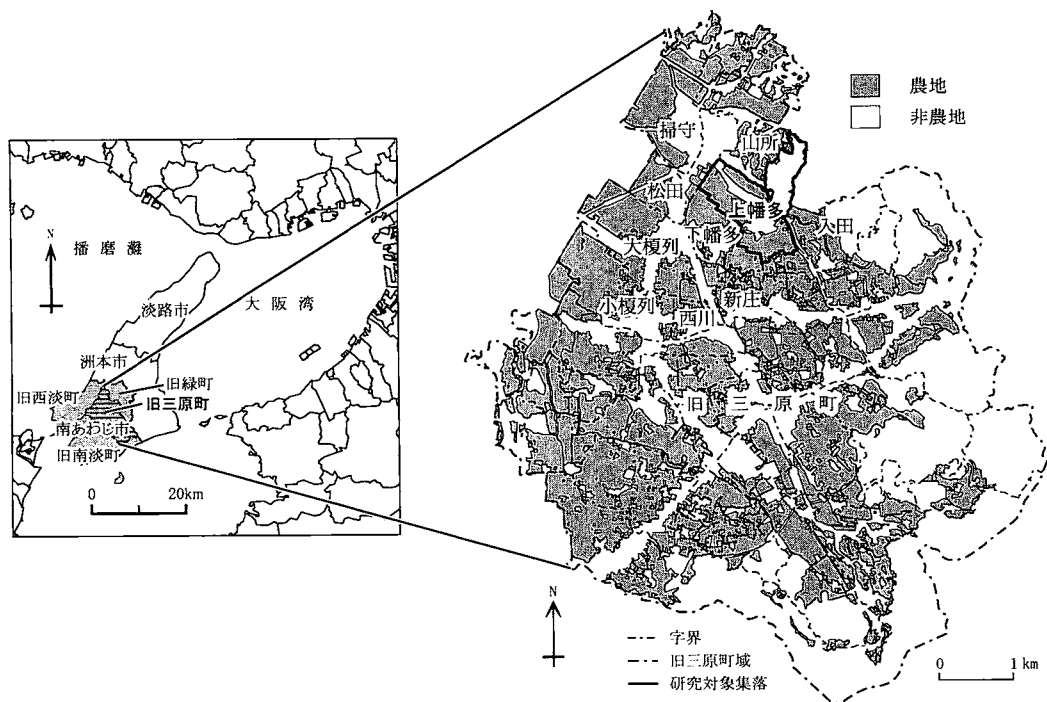 N
播磨灘
大阪湾
淡路市
洲本市
旧緑町
旧西淡町
旧三原町
南あわじ市
旧南淡町
0 20km
農地
非農地
掃守
山所
松田
上幡多
下幡多
入田
大榎列
小榎列
新庄
西川
旧三原町
N
字界
旧三原町域
研究対象集落
0 1km